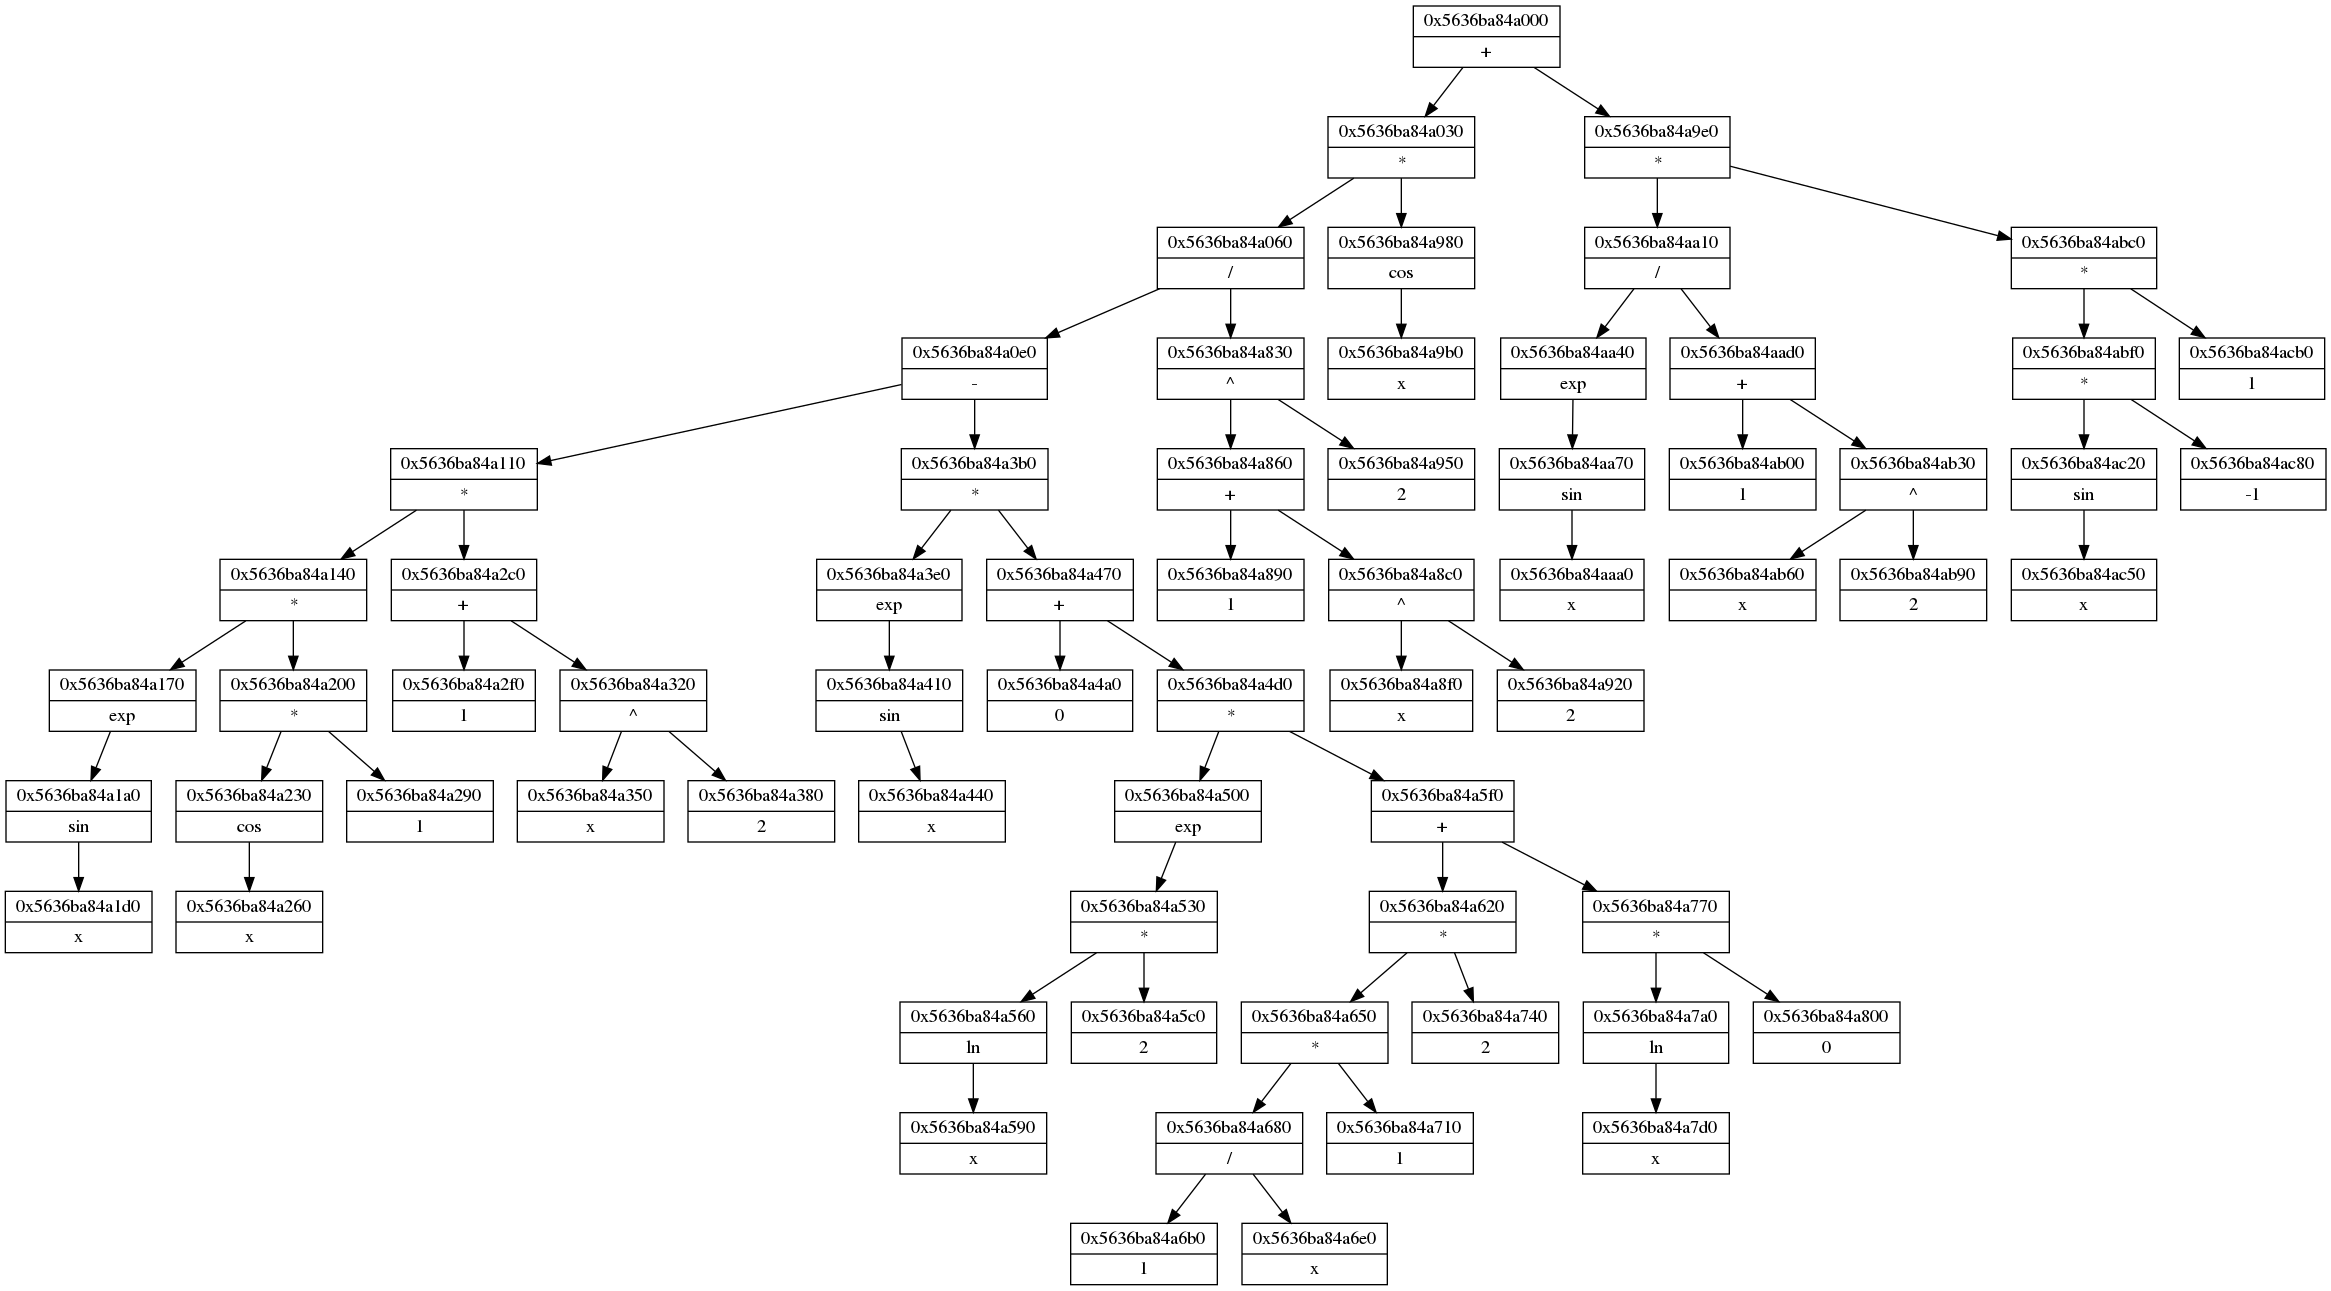 0x5636ba84a000
+
0x5636ba84a030
*
0x5636ba84a9e0
*
0x5636ba84a060
/
0x5636ba84a980
cos
0x5636ba84aa10
/
0x5636ba84abc0
*
0x5636ba84a0e0
-
0x5636ba84a830
^
0x5636ba84a9b0
x
0x5636ba84aa40
exp
0x5636ba84aad0
+
0x5636ba84abf0
*
0x5636ba84acb0
1
0x5636ba84a110
*
0x5636ba84a3b0
*
0x5636ba84a860
+
0x5636ba84a950
2
0x5636ba84aa70
sin
0x5636ba84ab00
1
0x5636ba84ab30
^
0x5636ba84ac20
sin
0x5636ba84ac80
-1
0x5636ba84a140
*
0x5636ba84a2c0
+
0x5636ba84a3e0
exp
0x5636ba84a470
+
0x5636ba84a890
1
0x5636ba84a8c0
^
0x5636ba84aaa0
x
0x5636ba84ab60
x
0x5636ba84ab90
2
0x5636ba84ac50
x
0x5636ba84a170
exp
0x5636ba84a200
*
0x5636ba84a2f0
1
0x5636ba84a320
^
0x5636ba84a410
sin
0x5636ba84a4a0
0
0x5636ba84a4d0
*
0x5636ba84a8f0
x
0x5636ba84a920
2
0x5636ba84a1a0
sin
0x5636ba84a230
cos
0x5636ba84a290
1
0x5636ba84a350
x
0x5636ba84a380
2
0x5636ba84a440
x
0x5636ba84a500
exp
0x5636ba84a5f0
+
0x5636ba84a1d0
x
0x5636ba84a260
x
0x5636ba84a530
*
0x5636ba84a620
*
0x5636ba84a770
*
0x5636ba84a560
ln
0x5636ba84a5c0
2
0x5636ba84a650
*
0x5636ba84a740
2
0x5636ba84a7a0
ln
0x5636ba84a800
0
0x5636ba84a590
x
0x5636ba84a680
/
0x5636ba84a710
1
0x5636ba84a7d0
x
0x5636ba84a6b0
1
0x5636ba84a6e0
x